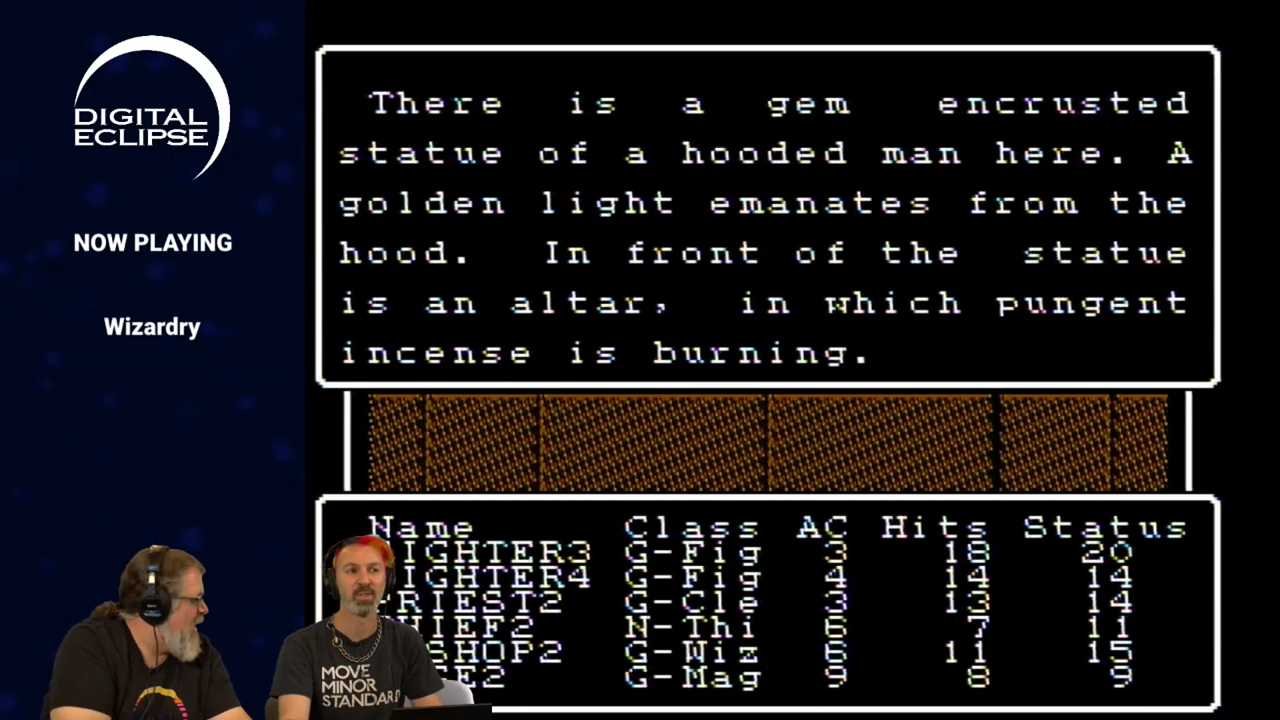 DIGITAL
ECLIPSE
NOW PLAYING
Wizardry
There is a gem encrusted
statue of a hooded man here. A
golden light emanates from the
hood. In front of the statue
is an altar, in which pungent
incense is burning.
Name Class AC Hits Status
IGHTER3 G-Fig 3 18 20
IGHTER4 G-Fig 4 14 14
RIEST2 G-Cle 3 13 14
HIEF2 N-Thi 6 7 11
SHOP2 G-Wiz 6 11 15
GE2 G-Mag 9 8 9
MOVE
MINOR
STANDARD